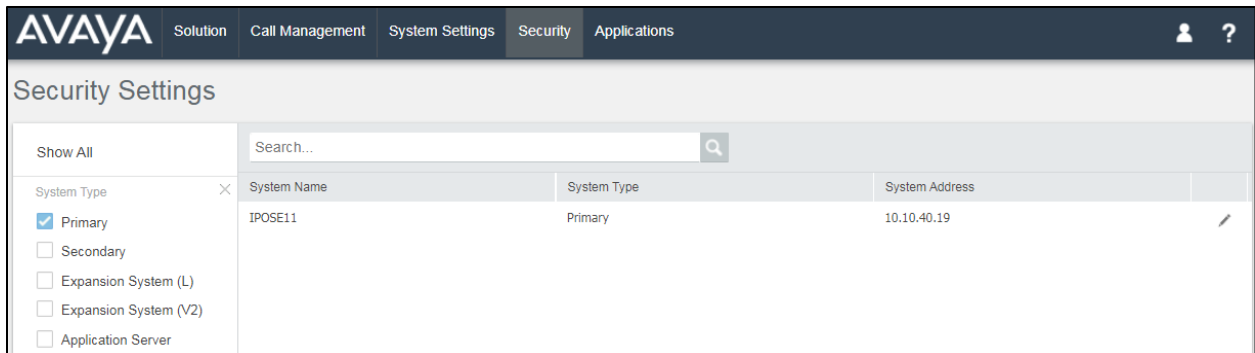 AVAYA Solution Call Management System Settings Security Applications ?
Security Settings
Show All
Search...
System Type
System Name System Type System Address
Primary
IPOSE11 Primary 10.10.40.19
Secondary
Expansion System (L)
Expansion System (V2)
Application Server